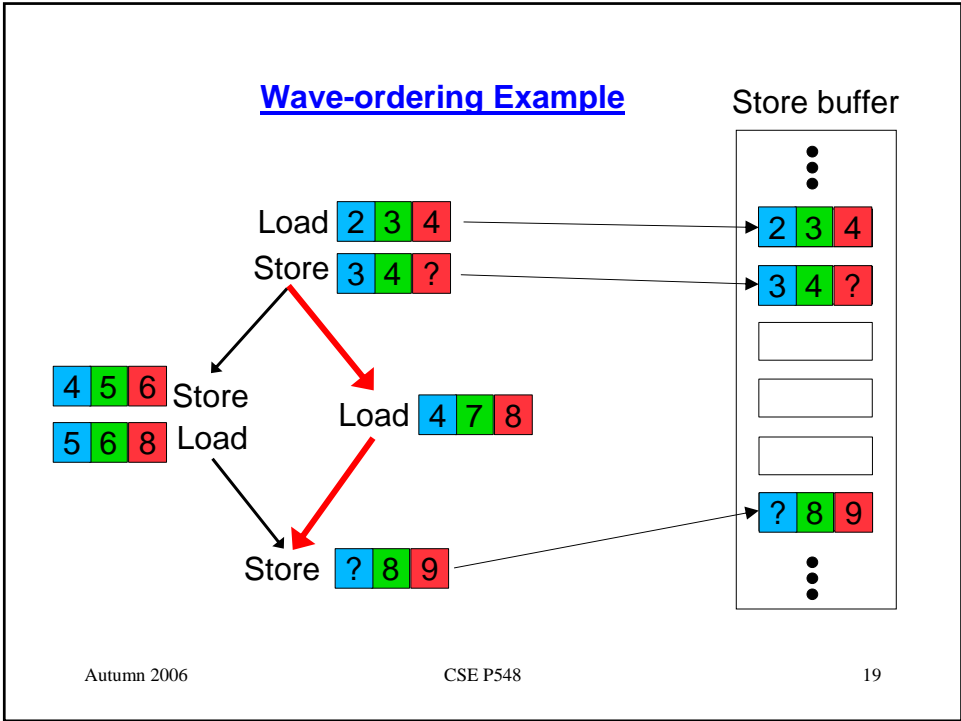 Wave-ordering Example
Store buffer
Load 2 3 4
Store 3 4 ?
4 5 6 Store
5 6 8 Load
Load 4 7 8
Store ? 8 9
2 3 4
3 4 ?
? 8 9
Autumn 2006
CSE P548
19